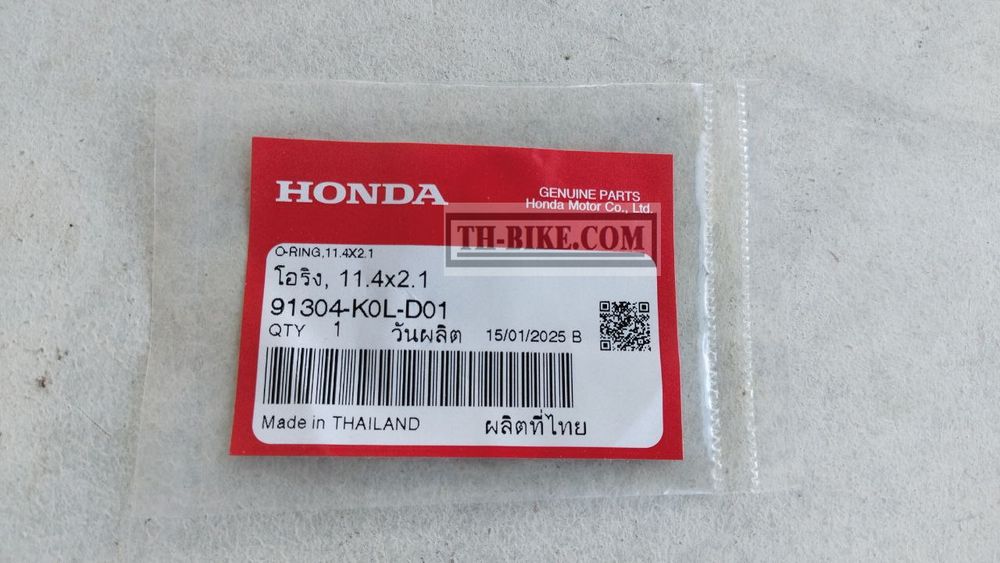 HONDA
GENUINE PARTS
Honda Motor Co., Ltd.
TH-BIKE.COM
O-RING,11.4X2.1
โอริง, 11.4x2.1
91304-K0L-D01
QTY 1 วันผลิต 15/01/2025 B
Made in THAILAND ผลิตที่ไทย